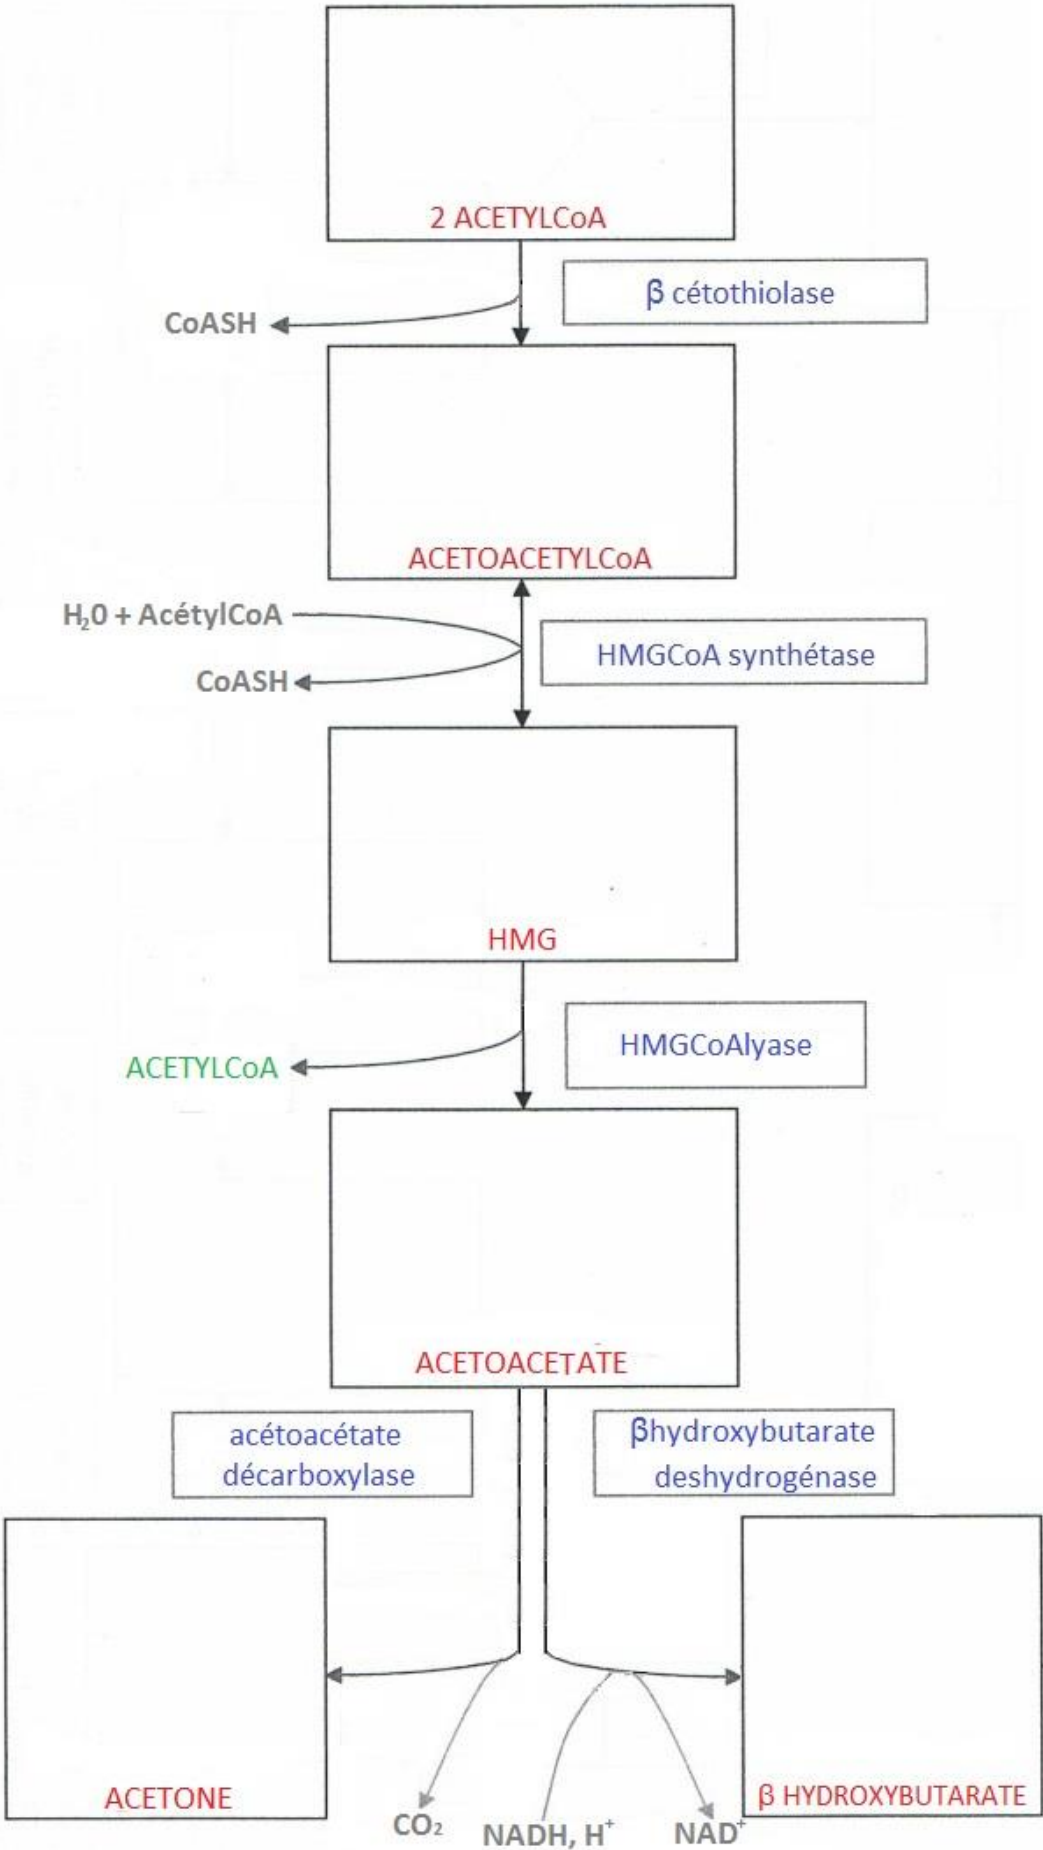 2 ACETYLCoA
β cétothiolase
CoASH
ACETOACETYLCoA
H₂0 + AcétylCoA
HMGCoA synthétase
CoASH
HMG
HMGCoAlyase
ACETYLCoA
ACETOACETATE
acétoacétate
décarboxylase
βhydroxybutarate
deshydrogénase
ACETONE
β HYDROXYBUTARATE
CO₂
NADH, H⁺
NAD⁺